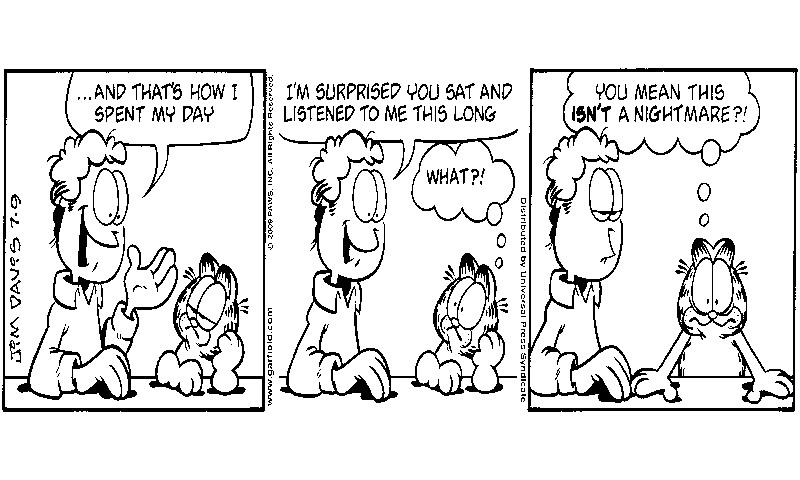 ...AND THAT'S HOW I
SPENT MY DAY
JIM DAVIS 7-9
© 2009 PAWS, INC. All Rights Reserved.
www.garfield.com
I'M SURPRISED YOU SAT AND
LISTENED TO ME THIS LONG
WHAT?!
Distributed by Universal Press Syndicate
YOU MEAN THIS
ISN'T A NIGHTMARE?!